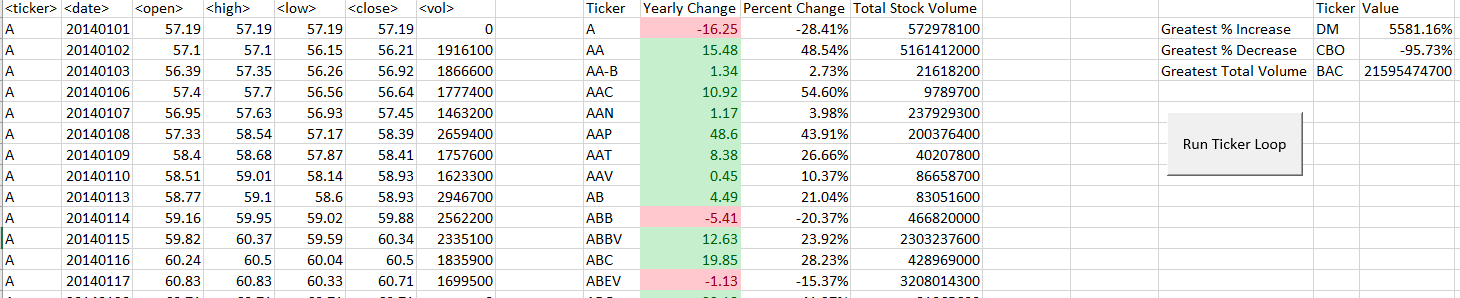 <ticker> <date> <open> <high> <low> <close> <vol> Ticker Yearly Change Percent Change Total Stock Volume Ticker Value
A 20140101 57.19 57.19 57.19 57.19 0 A -16.25 -28.41% 572978100 Greatest % Increase DM 5581.16%
A 20140102 57.1 57.1 56.15 56.21 1916100 AA 15.48 48.54% 5161412000 Greatest % Decrease CBO -95.73%
A 20140103 56.39 57.35 56.26 56.92 1866600 AA-B 1.34 2.73% 21618200 Greatest Total Volume BAC 21595474700
A 20140106 57.4 57.7 56.56 56.64 1777400 AAC 10.92 54.60% 9789700
A 20140107 56.95 57.63 56.93 57.45 1463200 AAN 1.17 3.98% 237929300
A 20140108 57.33 58.54 57.17 58.39 2659400 AAP 48.6 43.91% 200376400
Run Ticker Loop
A 20140109 58.4 58.68 57.87 58.41 1757600 AAT 8.38 26.66% 40207800
A 20140110 58.51 59.01 58.14 58.93 1623300 AAV 0.45 10.37% 86658700
A 20140113 58.77 59.1 58.6 58.93 2946700 AB 4.49 21.04% 83051600
A 20140114 59.16 59.95 59.02 59.88 2562200 ABB -5.41 -20.37% 466820000
A 20140115 59.82 60.37 59.59 60.34 2335100 ABBV 12.63 23.92% 2303237600
A 20140116 60.24 60.5 60.04 60.5 1835900 ABC 19.85 28.23% 428969000
A 20140117 60.83 60.83 60.33 60.71 1699500 ABEV -1.13 -15.37% 3208014300